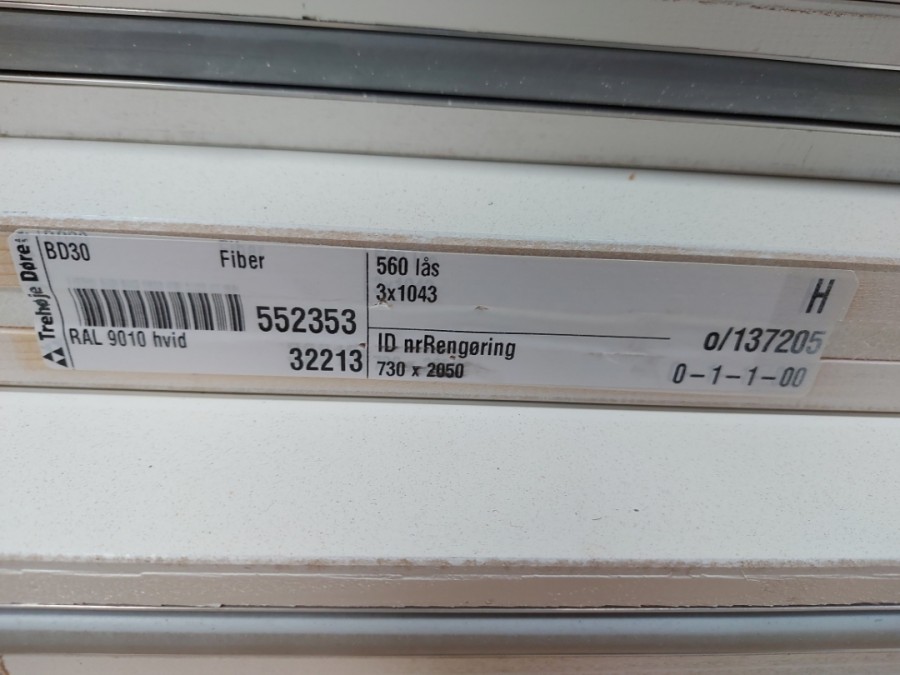 Trehøje Døre
BD30 Fiber
552353
RAL 9010 hvid
32213
560 lås
3x1043
H
ID nrRengøring
o/137205
730 x 2050
0-1-1-00